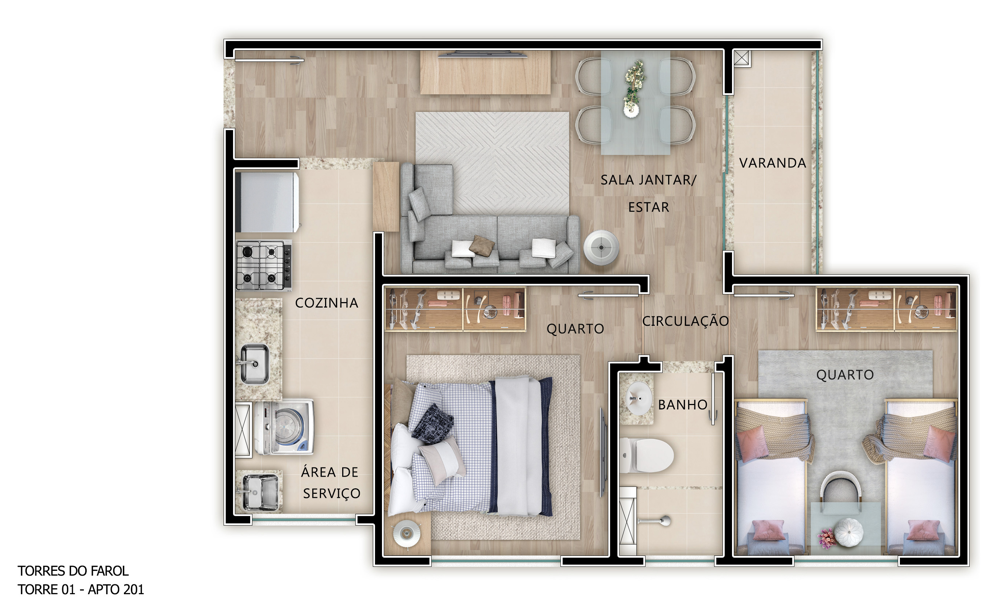 VARANDA
SALA JANTAR/
ESTAR
COZINHA
QUARTO
CIRCULAÇÃO
QUARTO
BANHO
ÁREA DE
SERVIÇO
TORRES DO FAROL
TORRE 01 - APTO 201